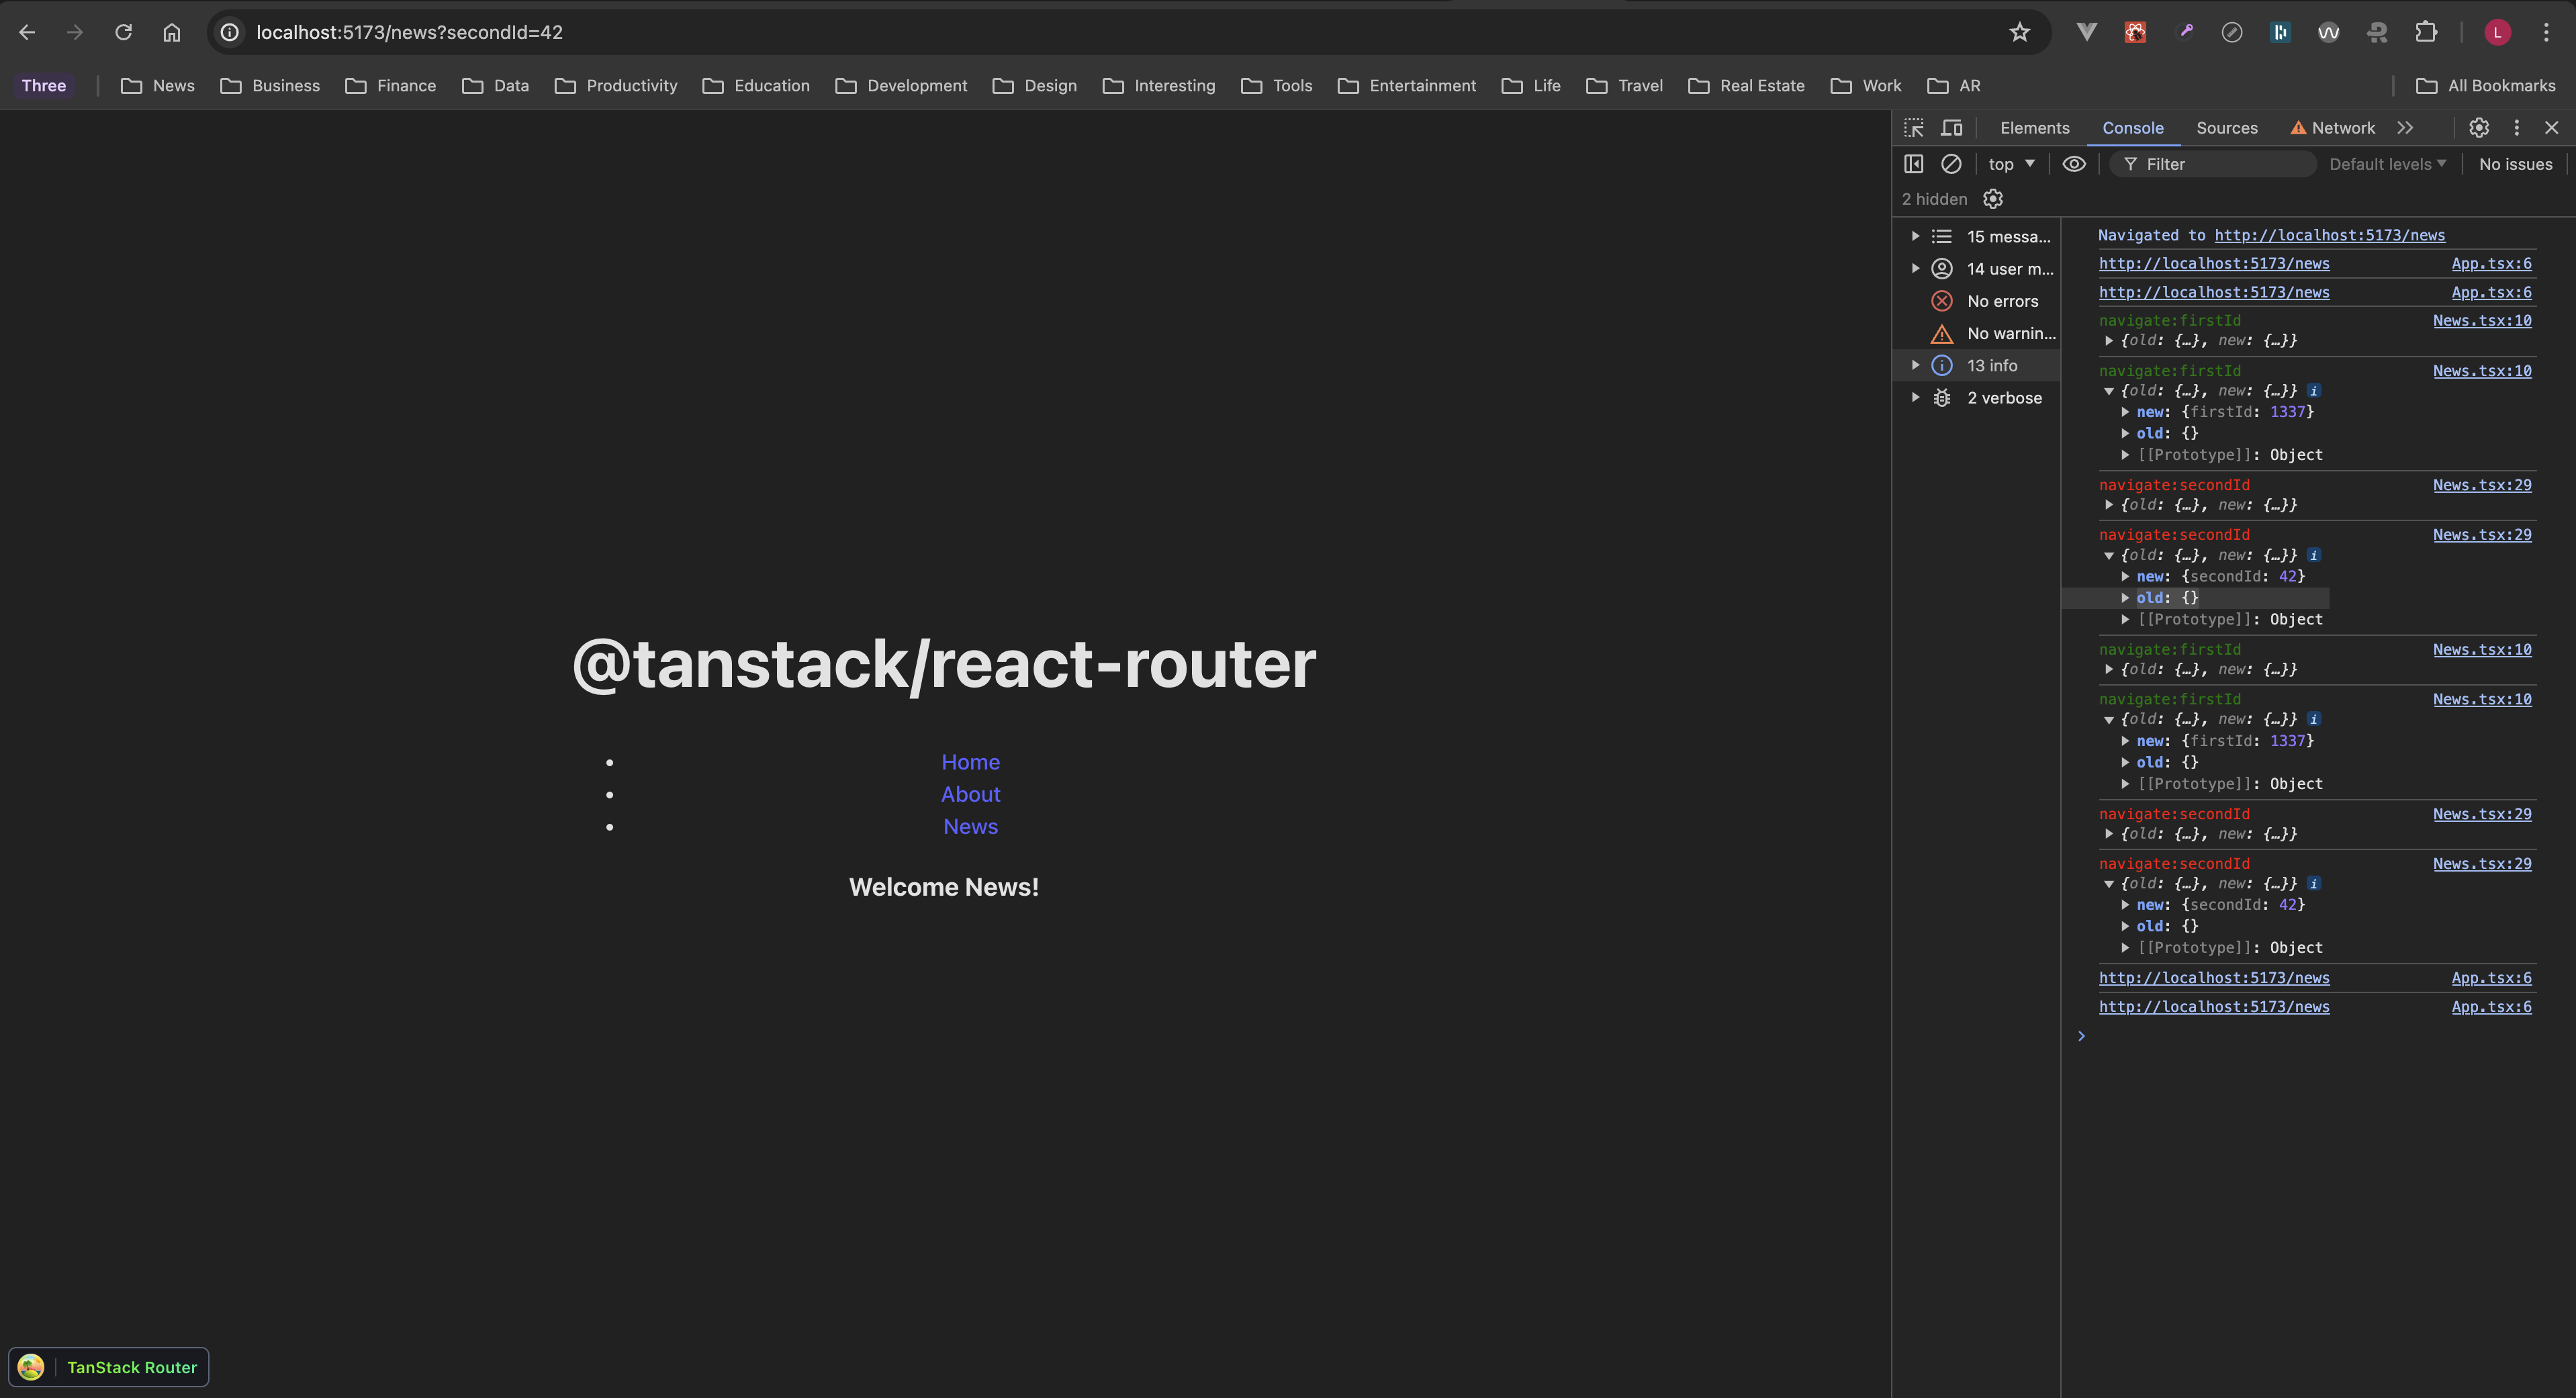 localhost:5173/news?secondId=42
L
Three
News
Business
Finance
Data
Productivity
Education
Development
Design
Interesting
Tools
Entertainment
Life
Travel
Real Estate
Work
AR
All Bookmarks
@tanstack/react-router
• Home
• About
• News
Welcome News!
TanStack Router
Elements
Console
Sources
Network
top
Filter
Default levels
No issues
2 hidden
15 messa...
14 user m...
No errors
No warnin...
13 info
2 verbose
Navigated to http://localhost:5173/news
http://localhost:5173/news App.tsx:6
http://localhost:5173/news App.tsx:6
navigate:firstId News.tsx:10
{old: {…}, new: {…}}
navigate:firstId News.tsx:10
{old: {…}, new: {…}} i
new: {firstId: 1337}
old: {}
[[Prototype]]: Object
navigate:secondId News.tsx:29
{old: {…}, new: {…}}
navigate:secondId News.tsx:29
{old: {…}, new: {…}} i
new: {secondId: 42}
old: {}
[[Prototype]]: Object
navigate:firstId News.tsx:10
{old: {…}, new: {…}}
navigate:firstId News.tsx:10
{old: {…}, new: {…}} i
new: {firstId: 1337}
old: {}
[[Prototype]]: Object
navigate:secondId News.tsx:29
{old: {…}, new: {…}}
navigate:secondId News.tsx:29
{old: {…}, new: {…}} i
new: {secondId: 42}
old: {}
[[Prototype]]: Object
http://localhost:5173/news App.tsx:6
http://localhost:5173/news App.tsx:6